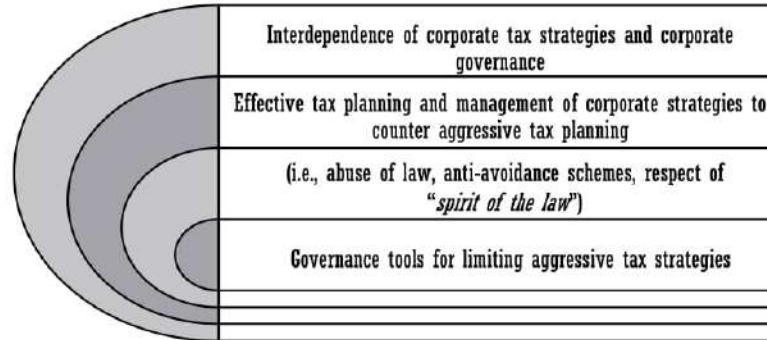 Interdependence of corporate tax strategies and corporate
governance
Effective tax planning and management of corporate strategies to
counter aggressive tax planning
(i.e., abuse of law, anti-avoidance schemes, respect of
“spirit of the law”)
Governance tools for limiting aggressive tax strategies